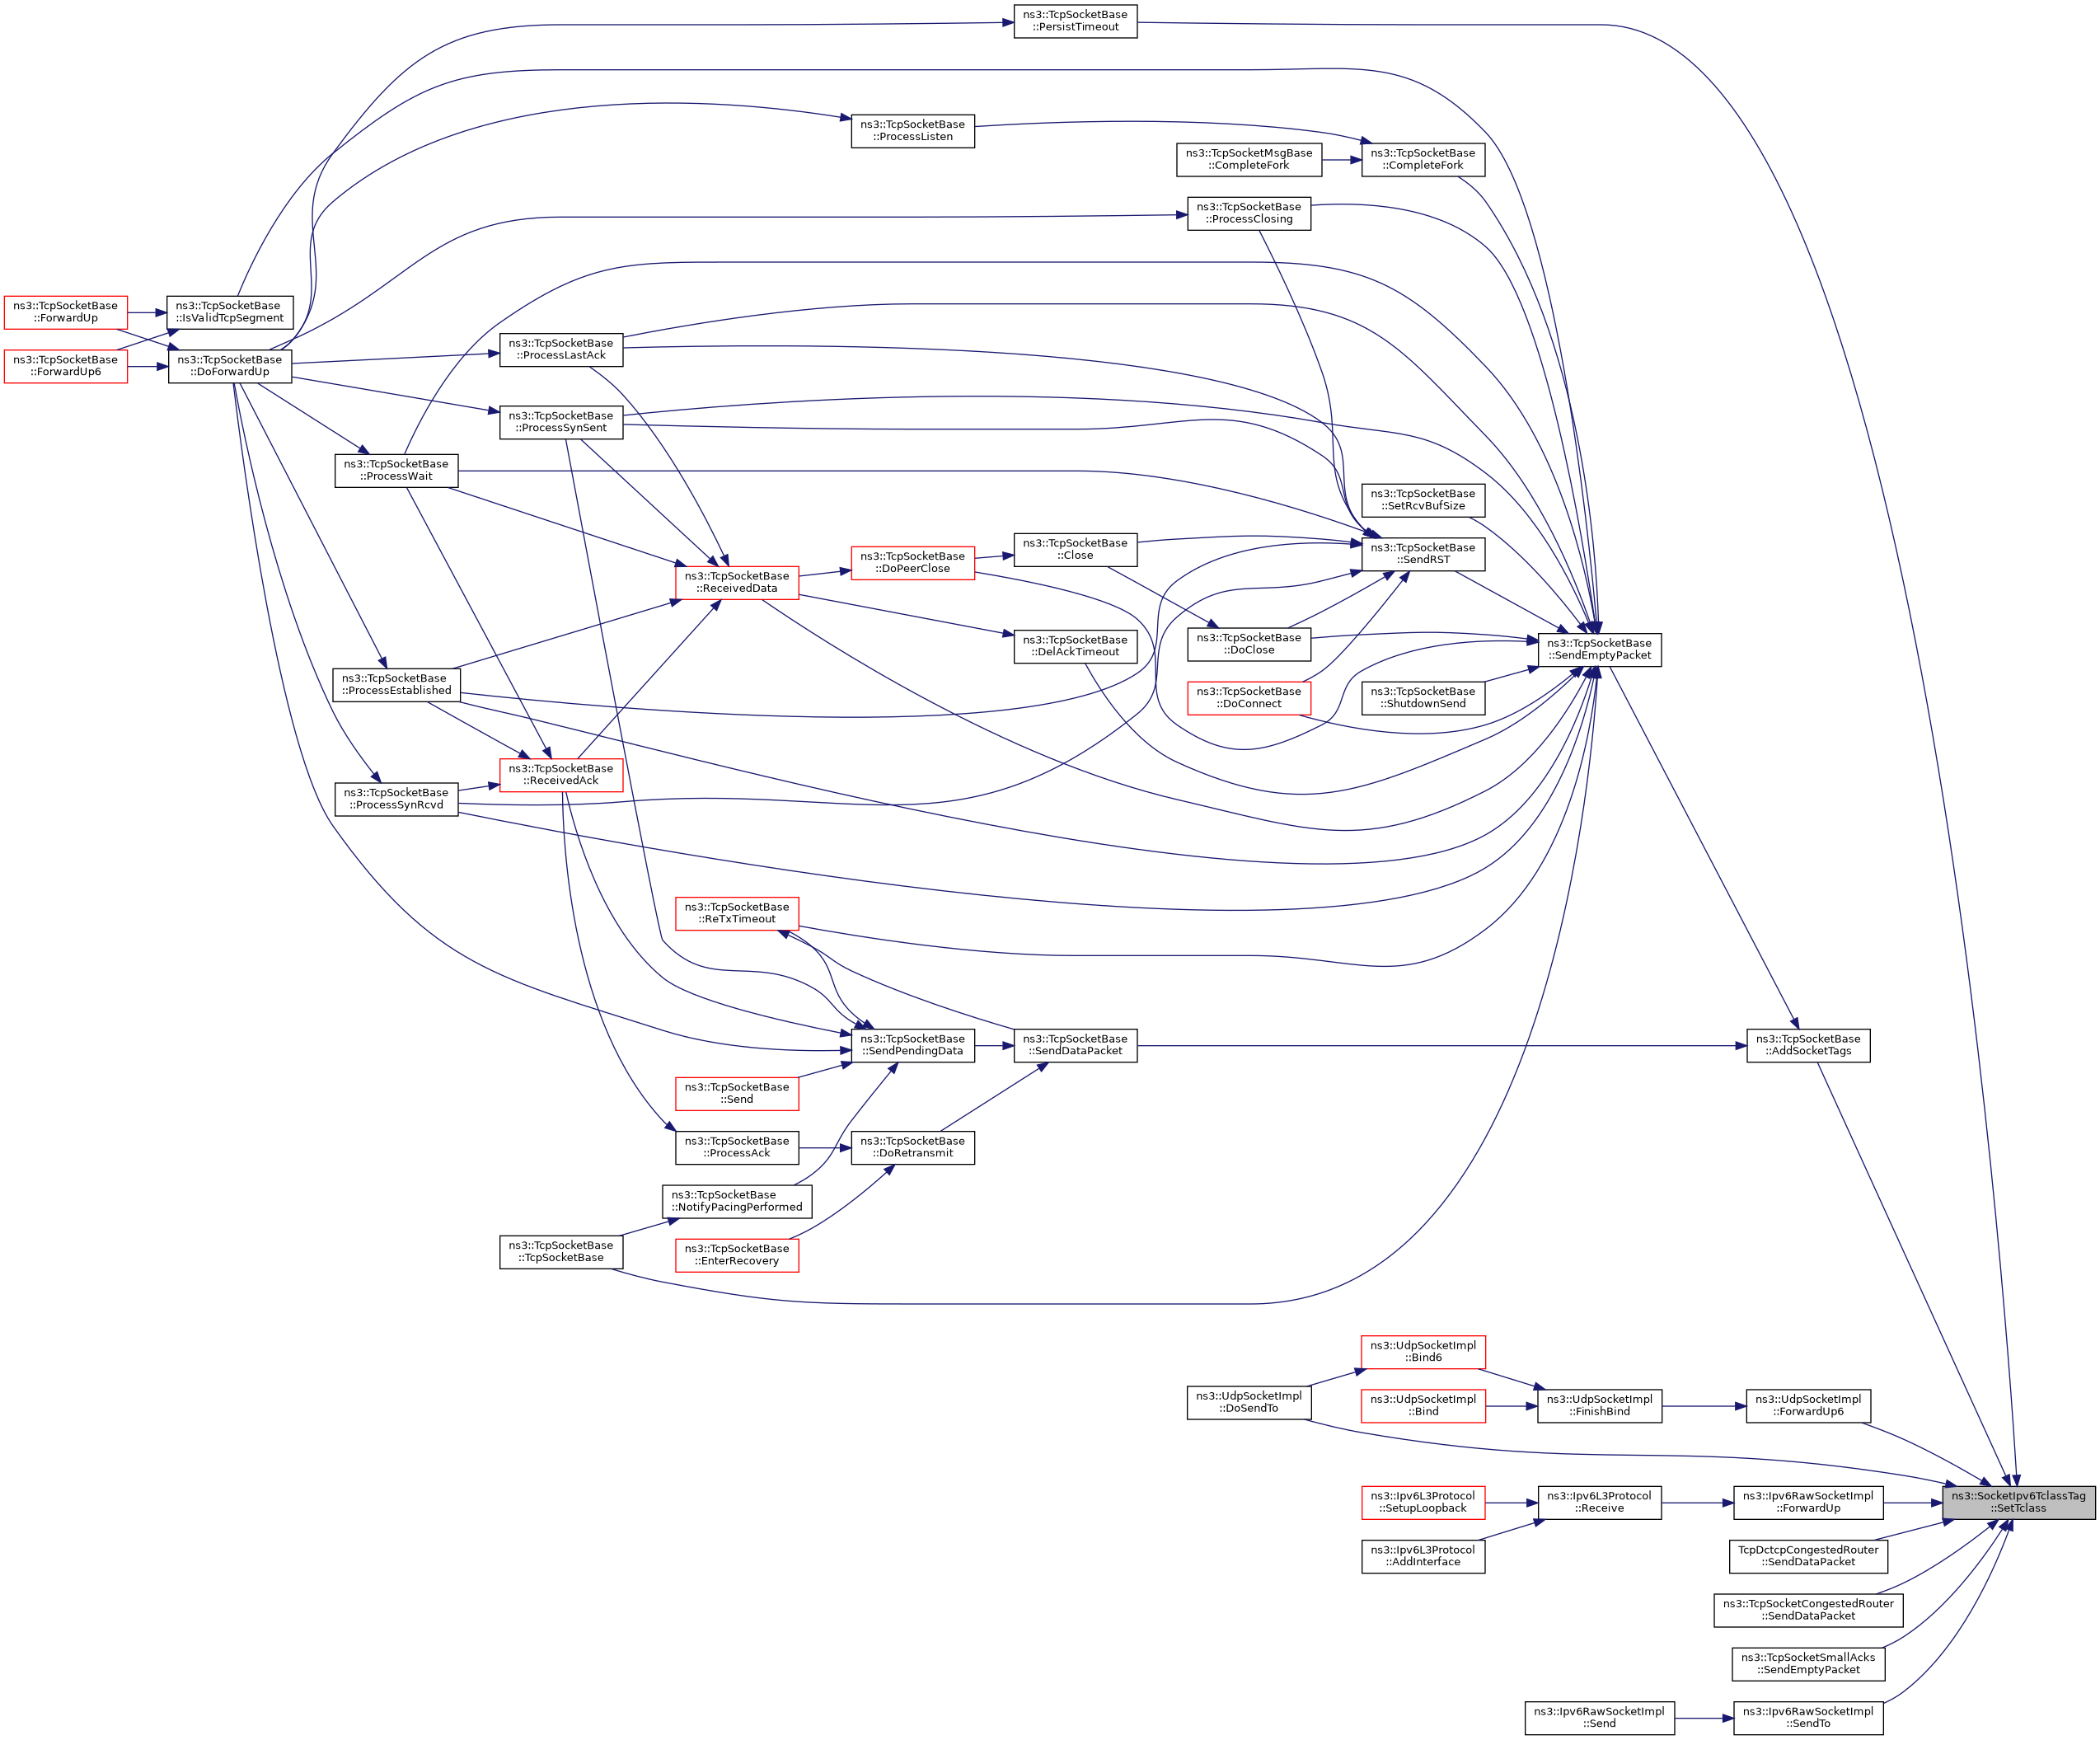 ns3::TcpSocketBase
::PersistTimeout
ns3::TcpSocketBase
::ProcessListen
ns3::TcpSocketMsgBase
::CompleteFork
ns3::TcpSocketBase
::CompleteFork
ns3::TcpSocketBase
::ProcessClosing
ns3::TcpSocketBase
::ForwardUp
ns3::TcpSocketBase
::IsValidTcpSegment
ns3::TcpSocketBase
::ForwardUp6
ns3::TcpSocketBase
::DoForwardUp
ns3::TcpSocketBase
::ProcessLastAck
ns3::TcpSocketBase
::ProcessSynSent
ns3::TcpSocketBase
::ProcessWait
ns3::TcpSocketBase
::SetRcvBufSize
ns3::TcpSocketBase
::Close
ns3::TcpSocketBase
::SendRST
ns3::TcpSocketBase
::DoPeerClose
ns3::TcpSocketBase
::ReceivedData
ns3::TcpSocketBase
::DelAckTimeout
ns3::TcpSocketBase
::DoClose
ns3::TcpSocketBase
::SendEmptyPacket
ns3::TcpSocketBase
::ProcessEstablished
ns3::TcpSocketBase
::DoConnect
ns3::TcpSocketBase
::ShutdownSend
ns3::TcpSocketBase
::ReceivedAck
ns3::TcpSocketBase
::ProcessSynRcvd
ns3::TcpSocketBase
::ReTxTimeout
ns3::TcpSocketBase
::SendPendingData
ns3::TcpSocketBase
::SendDataPacket
ns3::TcpSocketBase
::AddSocketTags
ns3::TcpSocketBase
::Send
ns3::TcpSocketBase
::ProcessAck
ns3::TcpSocketBase
::DoRetransmit
ns3::TcpSocketBase
::NotifyPacingPerformed
ns3::TcpSocketBase
::TcpSocketBase
ns3::TcpSocketBase
::EnterRecovery
ns3::UdpSocketImpl
::Bind6
ns3::UdpSocketImpl
::DoSendTo
ns3::UdpSocketImpl
::Bind
ns3::UdpSocketImpl
::FinishBind
ns3::UdpSocketImpl
::ForwardUp6
ns3::Ipv6L3Protocol
::SetupLoopback
ns3::Ipv6L3Protocol
::Receive
ns3::Ipv6RawSocketImpl
::ForwardUp
ns3::SocketIpv6TclassTag
::SetTclass
ns3::Ipv6L3Protocol
::AddInterface
TcpDctcpCongestedRouter
::SendDataPacket
ns3::TcpSocketCongestedRouter
::SendDataPacket
ns3::TcpSocketSmallAcks
::SendEmptyPacket
ns3::Ipv6RawSocketImpl
::Send
ns3::Ipv6RawSocketImpl
::SendTo